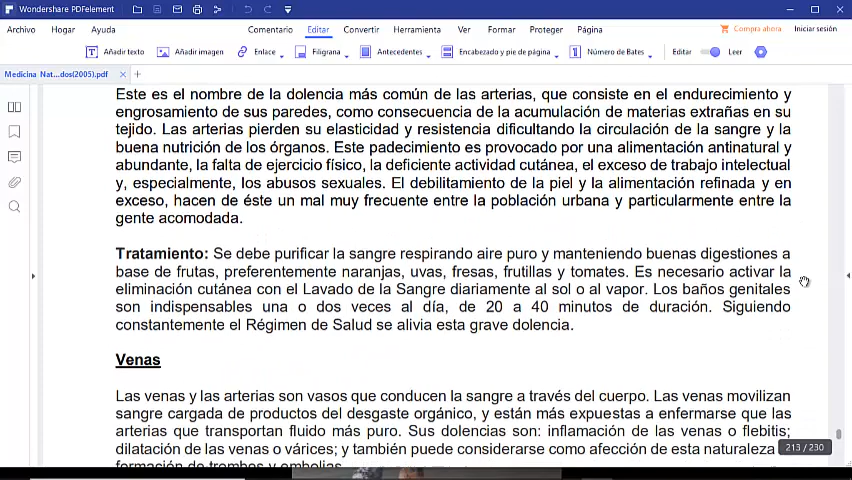 Wondershare PDFelement
Archivo Hogar Ayuda Comentario Editar Convertir Herramienta Ver Formar Proteger Página Compra ahora Iniciar sesión
Añadir texto Añadir imagen Enlace Filigrana Antecedentes Encabezado y pie de página Número de Bates Editar Leer
Medicina Nat...dos(2005).pdf
Este es el nombre de la dolencia más común de las arterias, que consiste en el endurecimiento y
engrosamiento de sus paredes, como consecuencia de la acumulación de materias extrañas en su
tejido. Las arterias pierden su elasticidad y resistencia dificultando la circulación de la sangre y la
buena nutrición de los órganos. Este padecimiento es provocado por una alimentación antinatural y
abundante, la falta de ejercicio físico, la deficiente actividad cutánea, el exceso de trabajo intelectual
y, especialmente, los abusos sexuales. El debilitamiento de la piel y la alimentación refinada y en
exceso, hacen de éste un mal muy frecuente entre la población urbana y particularmente entre la
gente acomodada.
Tratamiento: Se debe purificar la sangre respirando aire puro y manteniendo buenas digestiones a
base de frutas, preferentemente naranjas, uvas, fresas, frutillas y tomates. Es necesario activar la
eliminación cutánea con el Lavado de la Sangre diariamente al sol o al vapor. Los baños genitales
son indispensables una o dos veces al día, de 20 a 40 minutos de duración. Siguiendo
constantemente el Régimen de Salud se alivia esta grave dolencia.
Venas
Las venas y las arterias son vasos que conducen la sangre a través del cuerpo. Las venas movilizan
sangre cargada de productos del desgaste orgánico, y están más expuestas a enfermarse que las
arterias que transportan fluido más puro. Sus dolencias son: inflamación de las venas o flebitis;
dilatación de las venas o várices; y también puede considerarse como afección de esta naturaleza
213 / 230
formación de trombos y embolias.